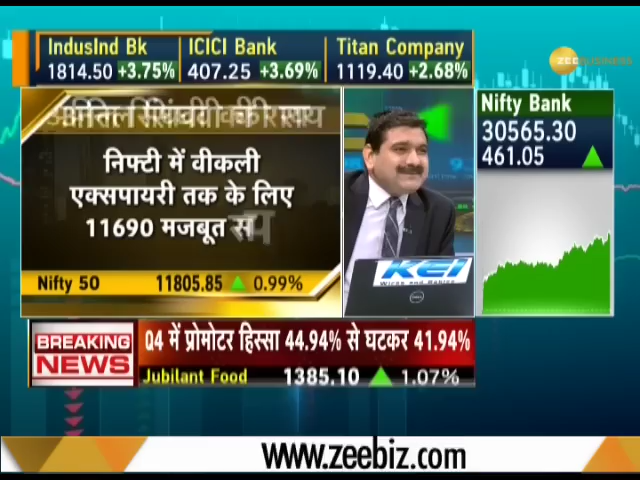 IndusInd Bk
1814.50 +3.75%
ICICI Bank
407.25 +3.69%
Titan Company
1119.40 +2.68%
ZEE BUSINESS
Nifty Bank
30565.30
461.05
की राय
निफ्टी में वीकली
एक्सपायरी तक के लिए
11690 मजबूत
Nifty 50 11805.85 0.99%
KEI
Wires and Cables
DELL
BREAKING
NEWS
Q4 में प्रोमोटर हिस्सा 44.94% से घटकर 41.94%
Jubilant Food 1385.10 1.07%
www.zeebiz.com